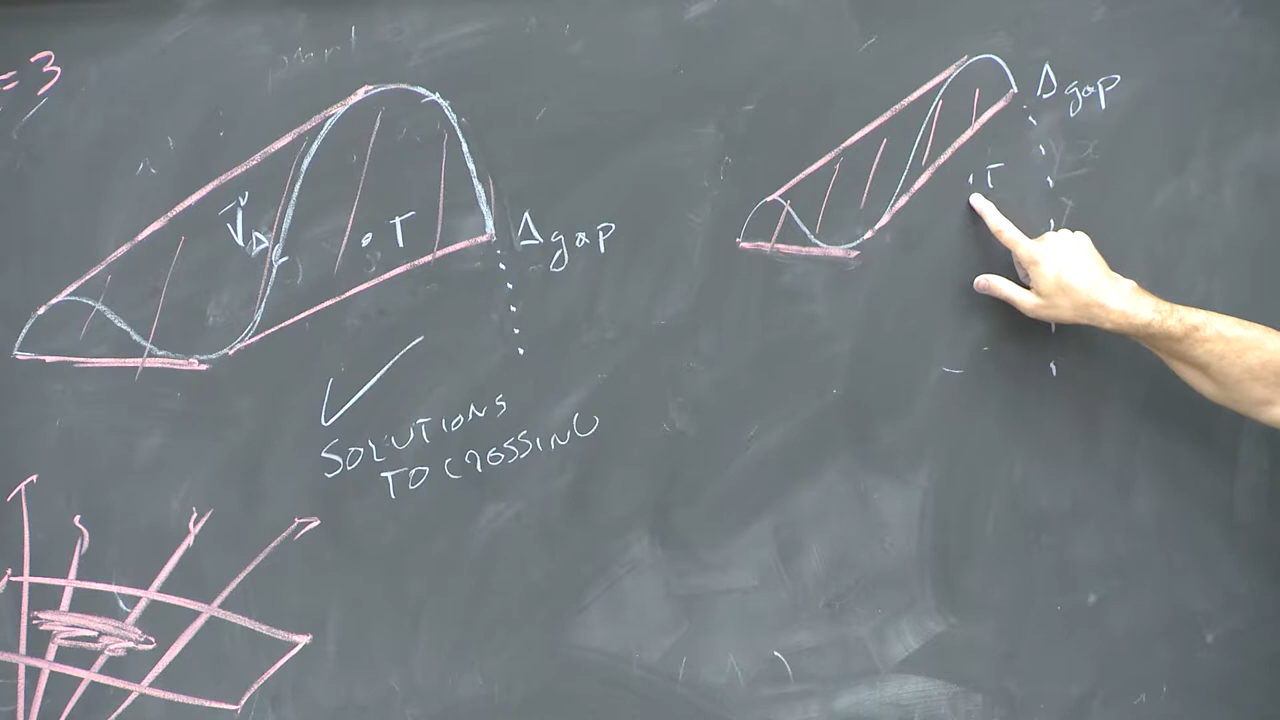 = 3
V⃗D
T
Δgap
SOLUTIONS
TO CROSSING
Δgap
T